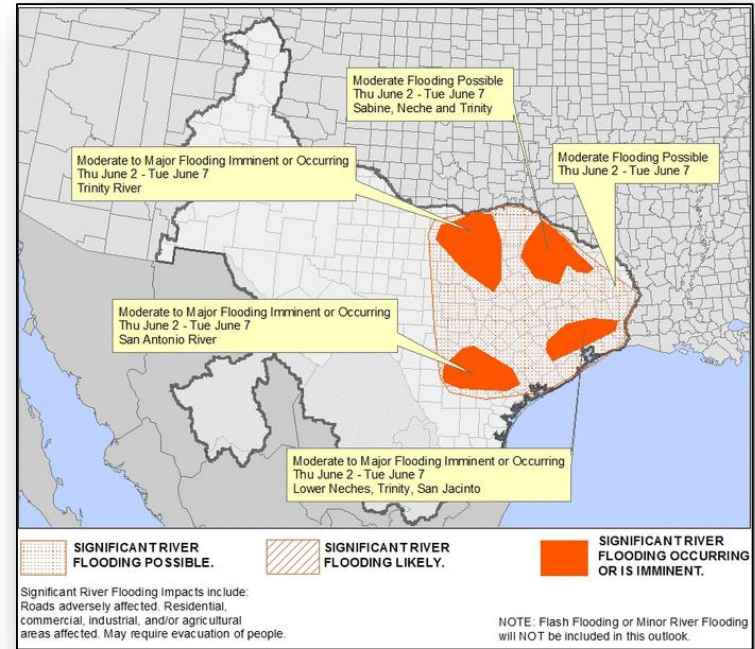 Moderate Flooding Possible
Thu June 2 - Tue June 7
Sabine, Neche and Trinity
Moderate to Major Flooding Imminent or Occurring
Thu June 2 - Tue June 7
Trinity River
Moderate Flooding Possible
Thu June 2 - Tue June 7
Moderate to Major Flooding Imminent or Occurring
Thu June 2 - Tue June 7
San Antonio River
Moderate to Major Flooding Imminent or Occurring
Thu June 2 - Tue June 7
Lower Neches, Trinity, San Jacinto
SIGNIFICANT RIVER
FLOODING POSSIBLE.
SIGNIFICANT RIVER
FLOODING LIKELY.
SIGNIFICANT RIVER
FLOODING OCCURRING
OR IS IMMINENT.
Significant River Flooding Impacts include:
Roads adversely affected. Residential,
commercial, industrial, and/or agricultural
areas affected. May require evacuation of people.
NOTE: Flash Flooding or Minor River Flooding
will NOT be included in this outlook.